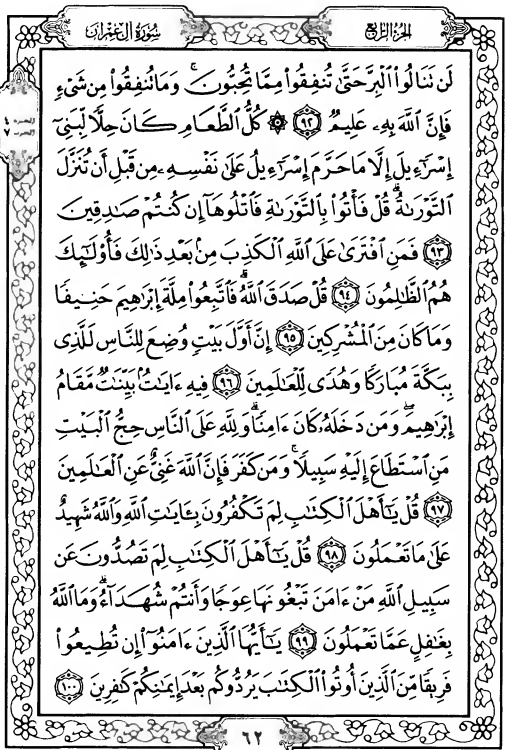 الجزء الرابع
سورة آل عمران
لَن تَنَالُوا۟ ٱلْبِرَّ حَتَّىٰ تُنفِقُوا۟ مِمَّا تُحِبُّونَ ۚ وَمَا تُنفِقُوا۟ مِن شَىْءٍ
فَإِنَّ ٱللَّهَ بِهِۦ عَلِيمٌ ﴿٩٢﴾ ۞ كُلُّ ٱلطَّعَامِ كَانَ حِلًّا لِّبَنِىٓ
إِسْرَٰٓءِيلَ إِلَّا مَا حَرَّمَ إِسْرَٰٓءِيلُ عَلَىٰ نَفْسِهِۦ مِن قَبْلِ أَن تُنَزَّلَ
ٱلتَّوْرَىٰةُ ۗ قُلْ فَأْتُوا۟ بِٱلتَّوْرَىٰةِ فَٱتْلُوهَآ إِن كُنتُمْ صَٰدِقِينَ
﴿٩٣﴾ فَمَنِ ٱفْتَرَىٰ عَلَى ٱللَّهِ ٱلْكَذِبَ مِنۢ بَعْدِ ذَٰلِكَ فَأُو۟لَٰٓئِكَ
هُمُ ٱلظَّٰلِمُونَ ﴿٩٤﴾ قُلْ صَدَقَ ٱللَّهُ ۗ فَٱتَّبِعُوا۟ مِلَّةَ إِبْرَٰهِيمَ حَنِيفًا
وَمَا كَانَ مِنَ ٱلْمُشْرِكِينَ ﴿٩٥﴾ إِنَّ أَوَّلَ بَيْتٍ وُضِعَ لِلنَّاسِ لَلَّذِى
بِبَكَّةَ مُبَارَكًا وَهُدًى لِّلْعَٰلَمِينَ ﴿٩٦﴾ فِيهِ ءَايَٰتٌۢ بَيِّنَٰتٌ مَّقَامُ
إِبْرَٰهِيمَ ۖ وَمَن دَخَلَهُۥ كَانَ ءَامِنًا ۗ وَلِلَّهِ عَلَى ٱلنَّاسِ حِجُّ ٱلْبَيْتِ
مَنِ ٱسْتَطَاعَ إِلَيْهِ سَبِيلًا ۚ وَمَن كَفَرَ فَإِنَّ ٱللَّهَ غَنِىٌّ عَنِ ٱلْعَٰلَمِينَ
﴿٩٧﴾ قُلْ يَٰٓأَهْلَ ٱلْكِتَٰبِ لِمَ تَكْفُرُونَ بِـَٔايَٰتِ ٱللَّهِ وَٱللَّهُ شَهِيدٌ
عَلَىٰ مَا تَعْمَلُونَ ﴿٩٨﴾ قُلْ يَٰٓأَهْلَ ٱلْكِتَٰبِ لِمَ تَصُدُّونَ عَن
سَبِيلِ ٱللَّهِ مَنْ ءَامَنَ تَبْغُونَهَا عِوَجًا وَأَنتُمْ شُهَدَآءُ ۗ وَمَا ٱللَّهُ
بِغَٰفِلٍ عَمَّا تَعْمَلُونَ ﴿٩٩﴾ يَٰٓأَيُّهَا ٱلَّذِينَ ءَامَنُوٓا۟ إِن تُطِيعُوا۟
فَرِيقًا مِّنَ ٱلَّذِينَ أُوتُوا۟ ٱلْكِتَٰبَ يَرُدُّوكُم بَعْدَ إِيمَٰنِكُمْ كَٰفِرِينَ ﴿١٠٠﴾
٦٢